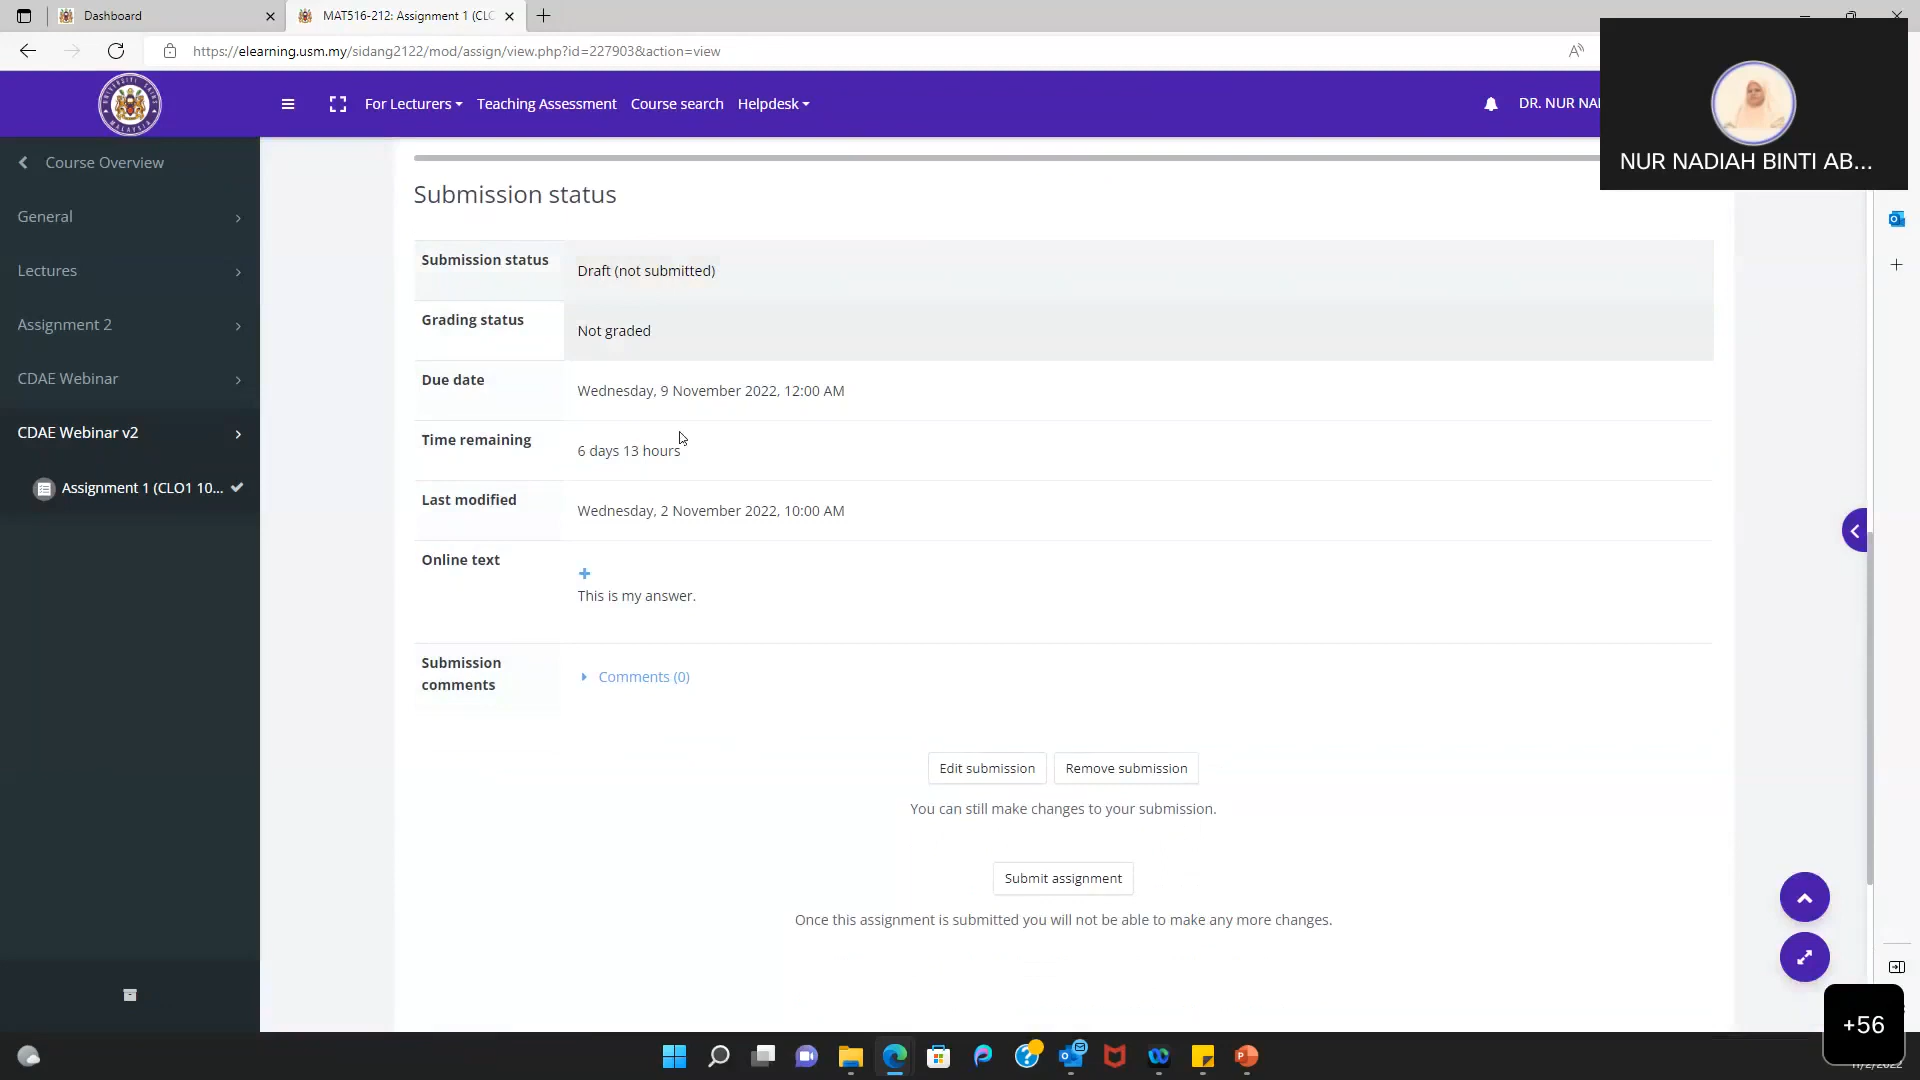 Dashboard
MAT516-212: Assignment 1 (CLO
https://elearning.usm.my/sidang2122/mod/assign/view.php?id=227903&action=view
For Lecturers
Teaching Assessment
Course search
Helpdesk
DR. NUR NA
NUR NADIAH BINTI AB...
Course Overview
General
Lectures
Assignment 2
CDAE Webinar
CDAE Webinar v2
Assignment 1 (CLO1 10...
Submission status
Submission status
Draft (not submitted)
Grading status
Not graded
Due date
Wednesday, 9 November 2022, 12:00 AM
Time remaining
6 days 13 hours
Last modified
Wednesday, 2 November 2022, 10:00 AM
Online text
This is my answer.
Submission
comments
Comments (0)
Edit submission
Remove submission
You can still make changes to your submission.
Submit assignment
Once this assignment is submitted you will not be able to make any more changes.
+56